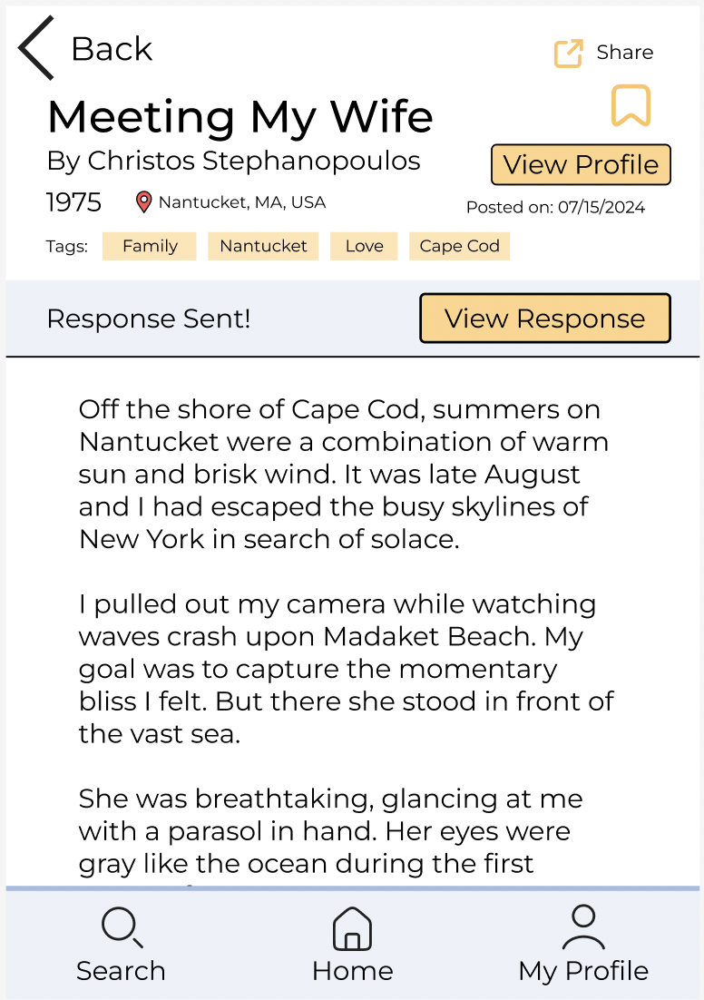 Back
Share
Meeting My Wife
By Christos Stephanopoulos
View Profile
1975
Nantucket, MA, USA
Posted on: 07/15/2024
Tags: Family Nantucket Love Cape Cod
Response Sent!
View Response
Off the shore of Cape Cod, summers on
Nantucket were a combination of warm
sun and brisk wind. It was late August
and I had escaped the busy skylines of
New York in search of solace.
I pulled out my camera while watching
waves crash upon Madaket Beach. My
goal was to capture the momentary
bliss I felt. But there she stood in front of
the vast sea.
She was breathtaking, glancing at me
with a parasol in hand. Her eyes were
gray like the ocean during the first
Search
Home
My Profile